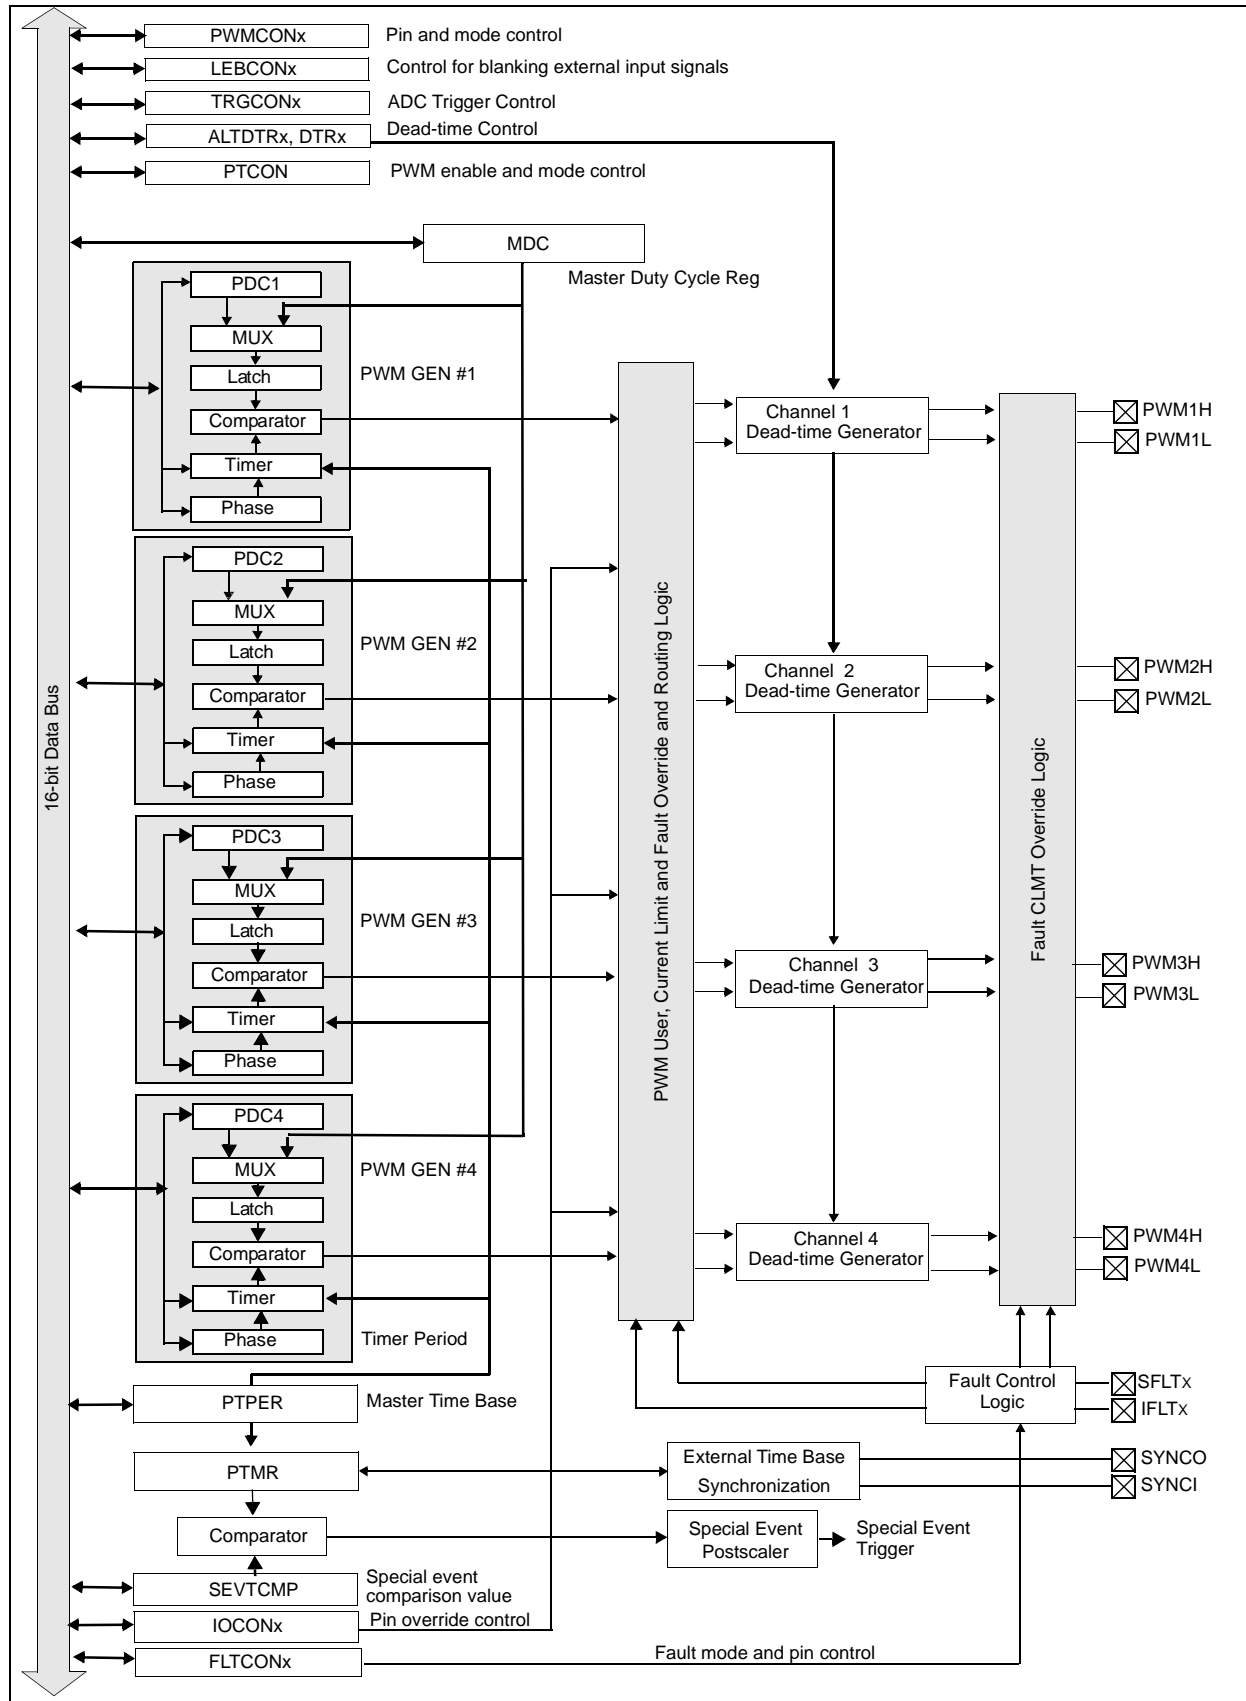 PWMCONx
Pin and mode control
LEBCONx
Control for blanking external input signals
TRGCONx
ADC Trigger Control
ALTDTRx, DTRx
Dead-time Control
PTCON
PWM enable and mode control
MDC
Master Duty Cycle Reg
16-bit Data Bus
PDC1
MUX
Latch
Comparator
Timer
Phase
PWM GEN #1
PDC2
MUX
Latch
Comparator
Timer
Phase
PWM GEN #2
PDC3
MUX
Latch
Comparator
Timer
Phase
PWM GEN #3
PDC4
MUX
Latch
Comparator
Timer
Phase
PWM GEN #4
Timer Period
PWM User, Current Limit and Fault Override and Routing Logic
Channel 1
Dead-time Generator
Channel 2
Dead-time Generator
Channel 3
Dead-time Generator
Channel 4
Dead-time Generator
Fault CLMT Override Logic
PWM1H
PWM1L
PWM2H
PWM2L
PWM3H
PWM3L
PWM4H
PWM4L
PTPER
Master Time Base
Fault Control
Logic
SFLTX
IFLTX
PTMR
External Time Base
Synchronization
SYNCO
SYNCI
Comparator
Special Event
Postscaler
Special Event
Trigger
SEVTCMP
Special event
comparison value
IOCONx
Pin override control
FLTCONx
Fault mode and pin control